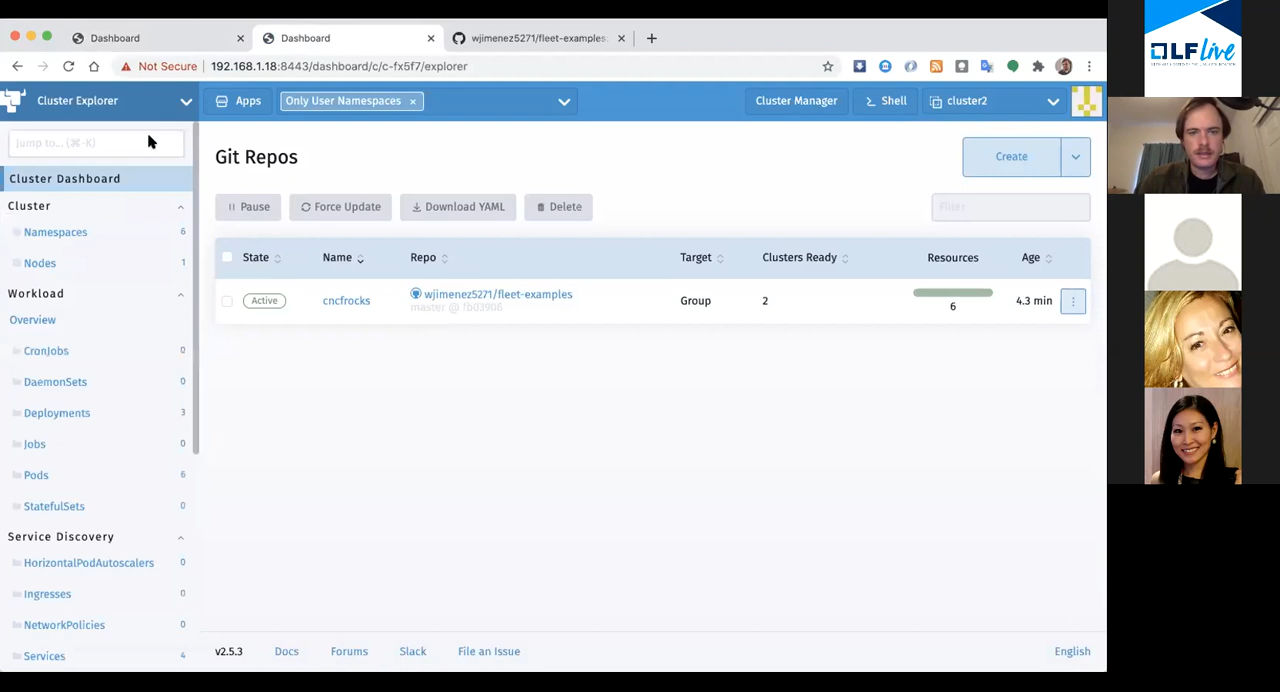 Dashboard
Dashboard
wjimenez5271/fleet-examples
Not Secure
192.168.1.18:8443/dashboard/c/c-fx5f7/explorer
Cluster Explorer
Apps
Only User Namespaces ×
Cluster Manager
Shell
cluster2
Jump to... (⌘-K)
Cluster Dashboard
Cluster
Namespaces 6
Nodes 1
Workload
Overview
CronJobs 0
DaemonSets 0
Deployments 3
Jobs 0
Pods 6
StatefulSets 0
Service Discovery
HorizontalPodAutoscalers 0
Ingresses 0
NetworkPolicies 0
Services 4
Git Repos
Create
Pause
Force Update
Download YAML
Delete
Filter
State Name Repo Target Clusters Ready Resources Age
Active cncfrocks wjimenez5271/fleet-examples Group 2 6 4.3 min
master @ fb03906
v2.5.3 Docs Forums Slack File an Issue English
LF live